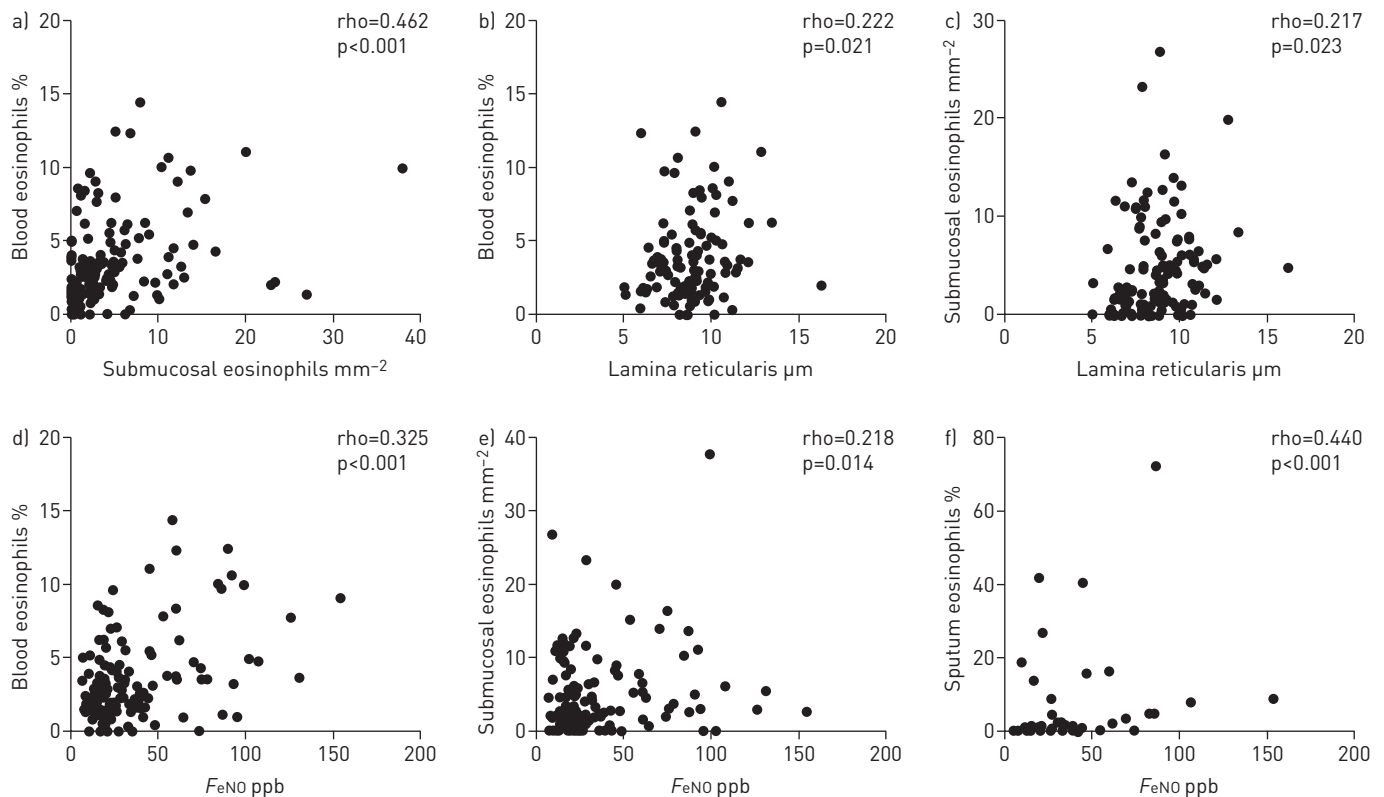 a) 20
15
10
5
0
Blood eosinophils %
rho=0.462
p<0.001
0 10 20 30 40
Submucosal eosinophils mm–2
b) 20
15
10
5
0
Blood eosinophils %
rho=0.222
p=0.021
0 5 10 15 20
Lamina reticularis µm
c) 30
20
10
0
Submucosal eosinophils mm–2
rho=0.217
p=0.023
0 5 10 15 20
Lamina reticularis µm
d) 20
15
10
5
0
Blood eosinophils %
rho=0.325
p<0.001
0 50 100 150 200
FeNO ppb
e) 40
30
20
10
0
Submucosal eosinophils mm–2
rho=0.218
p=0.014
0 50 100 150 200
FeNO ppb
f) 80
60
40
20
0
Sputum eosinophils %
rho=0.440
p<0.001
0 50 100 150 200
FeNO ppb